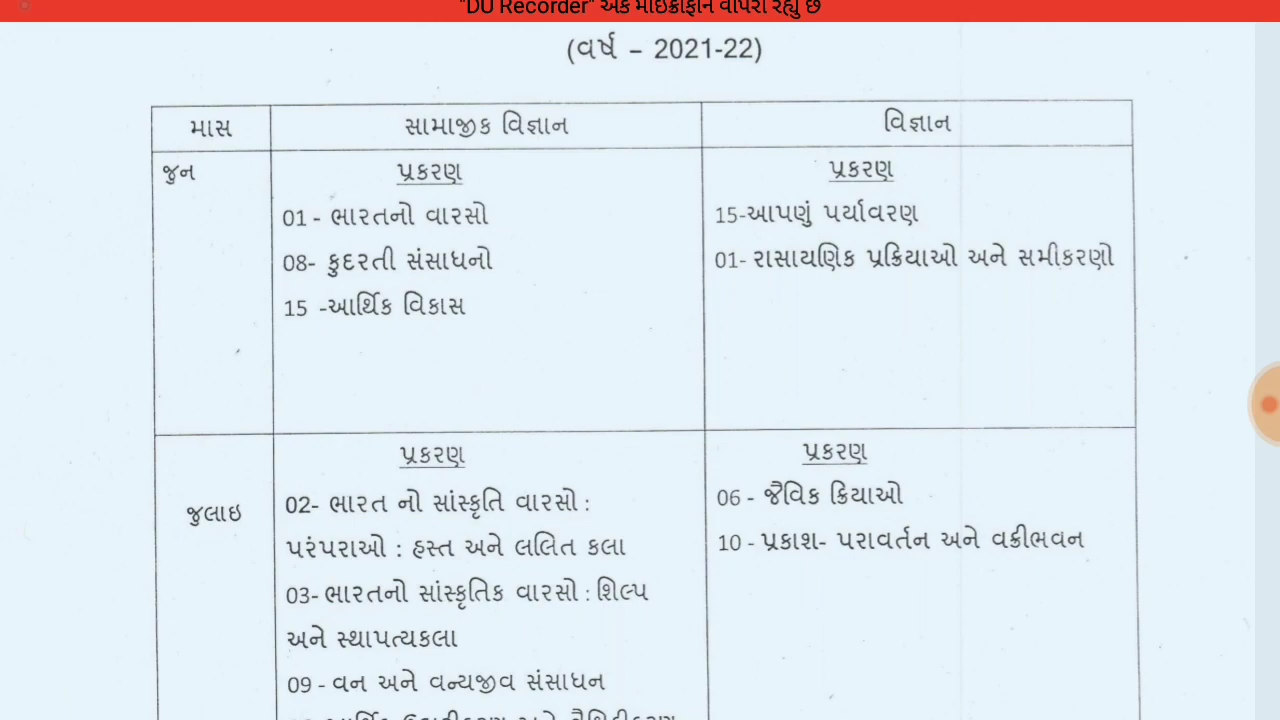 "DU Recorder" એક માઇક્રોફોન વાપરી રહ્યું છે
(વર્ષ – 2021-22)
માસ સામાજીક વિજ્ઞાન વિજ્ઞાન
જુન પ્રકરણ પ્રકરણ
01 - ભારતનો વારસો 15-આપણું પર્યાવરણ
08- કુદરતી સંસાધનો 01- રાસાયણિક પ્રક્રિયાઓ અને સમીકરણો
15 -આર્થિક વિકાસ
પ્રકરણ પ્રકરણ
જુલાઇ 02- ભારત નો સાંસ્કૃતિ વારસો : 06 - જૈવિક ક્રિયાઓ
પરંપરાઓ : હસ્ત અને લલિત કલા 10 - પ્રકાશ- પરાવર્તન અને વક્રીભવન
03- ભારતનો સાંસ્કૃતિક વારસો : શિલ્પ
અને સ્થાપત્યકલા
09 - વન અને વન્યજીવ સંસાધન